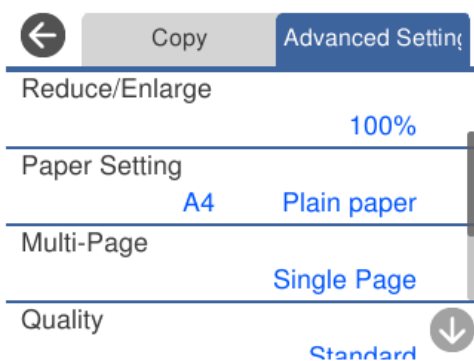 Copy Advanced Setting
Reduce/Enlarge
100%
Paper Setting
A4 Plain paper
Multi-Page
Single Page
Quality
Standard